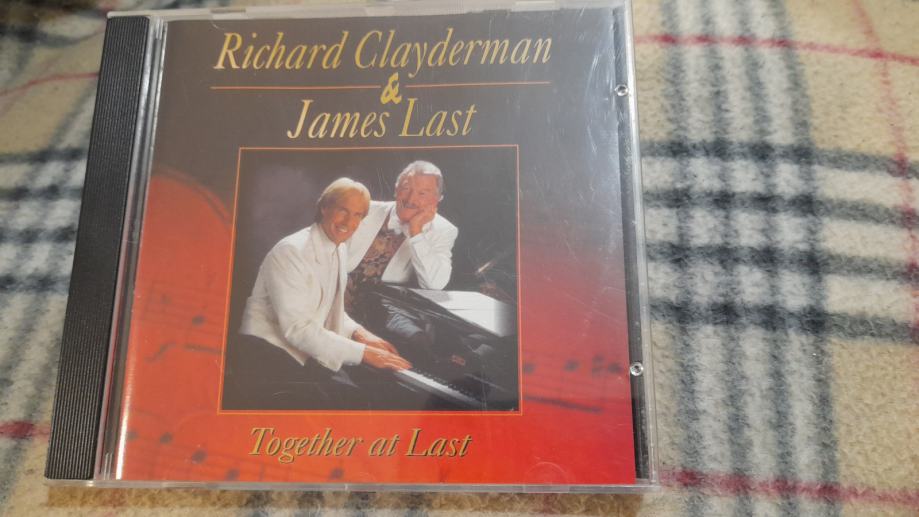 Richard Clayderman
&
James Last
Together at Last